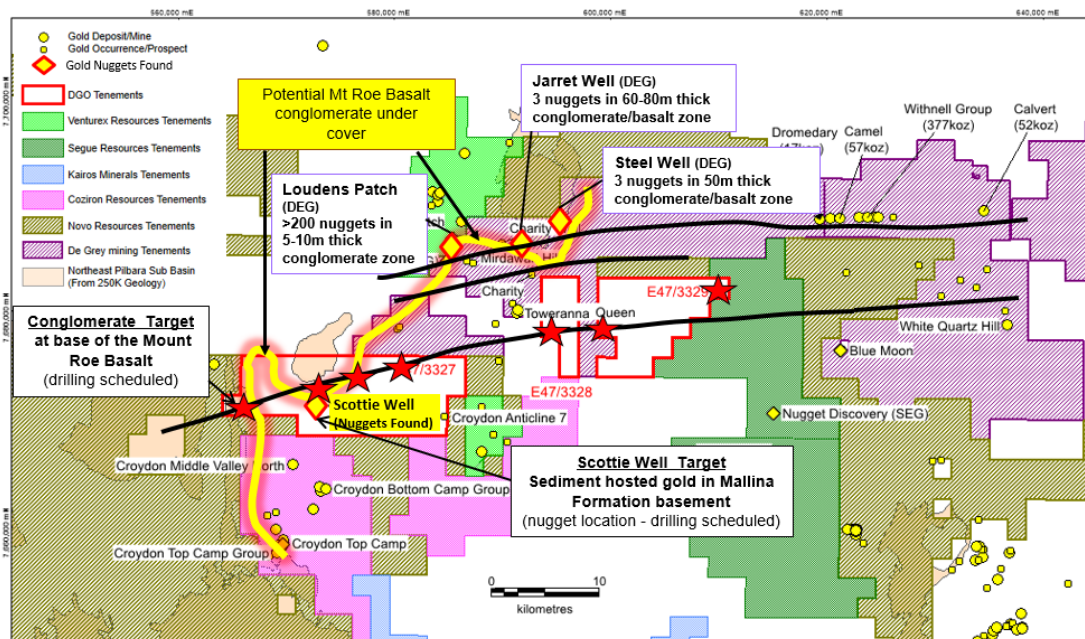 560,000 mE
580,000 mE
600,000 mE
620,000 mE
640,000 mE
7,700,000 mN
7,680,000 mN
7,660,000 mN
Gold Deposit/Mine
Gold Occurrence/Prospect
Gold Nuggets Found
DGO Tenements
Venturex Resources Tenements
Segue Resources Tenements
Kairos Minerals Tenements
Coziron Resources Tenements
Novo Resources Tenements
De Grey mining Tenements
Northeast Pilbara Sub Basin
(From 250K Geology)
Potential Mt Roe Basalt
conglomerate under
cover
Jarret Well (DEG)
3 nuggets in 60-80m thick
conglomerate/basalt zone
Steel Well (DEG)
3 nuggets in 50m thick
conglomerate/basalt zone
Loudens Patch
(DEG)
>200 nuggets in
5-10m thick
conglomerate zone
Withnell Group
(377koz)
Calvert
(52koz)
Dromedary
(17koz)
Camel
(57koz)
Charity
Charity
E47/3329
Toweranna
Queen
White Quartz Hill
Blue Moon
E47/3328
7/3327
Conglomerate Target
at base of the Mount
Roe Basalt
(drilling scheduled)
Scottie Well
(Nuggets Found)
Croydon Anticline 7
Nugget Discovery (SEG)
Scottie Well Target
Sediment hosted gold in Mallina
Formation basement
(nugget location - drilling scheduled)
Croydon Middle Valley North
Croydon Bottom Camp Group
Croydon Top Camp
Croydon Top Camp Group
0
10
kilometres